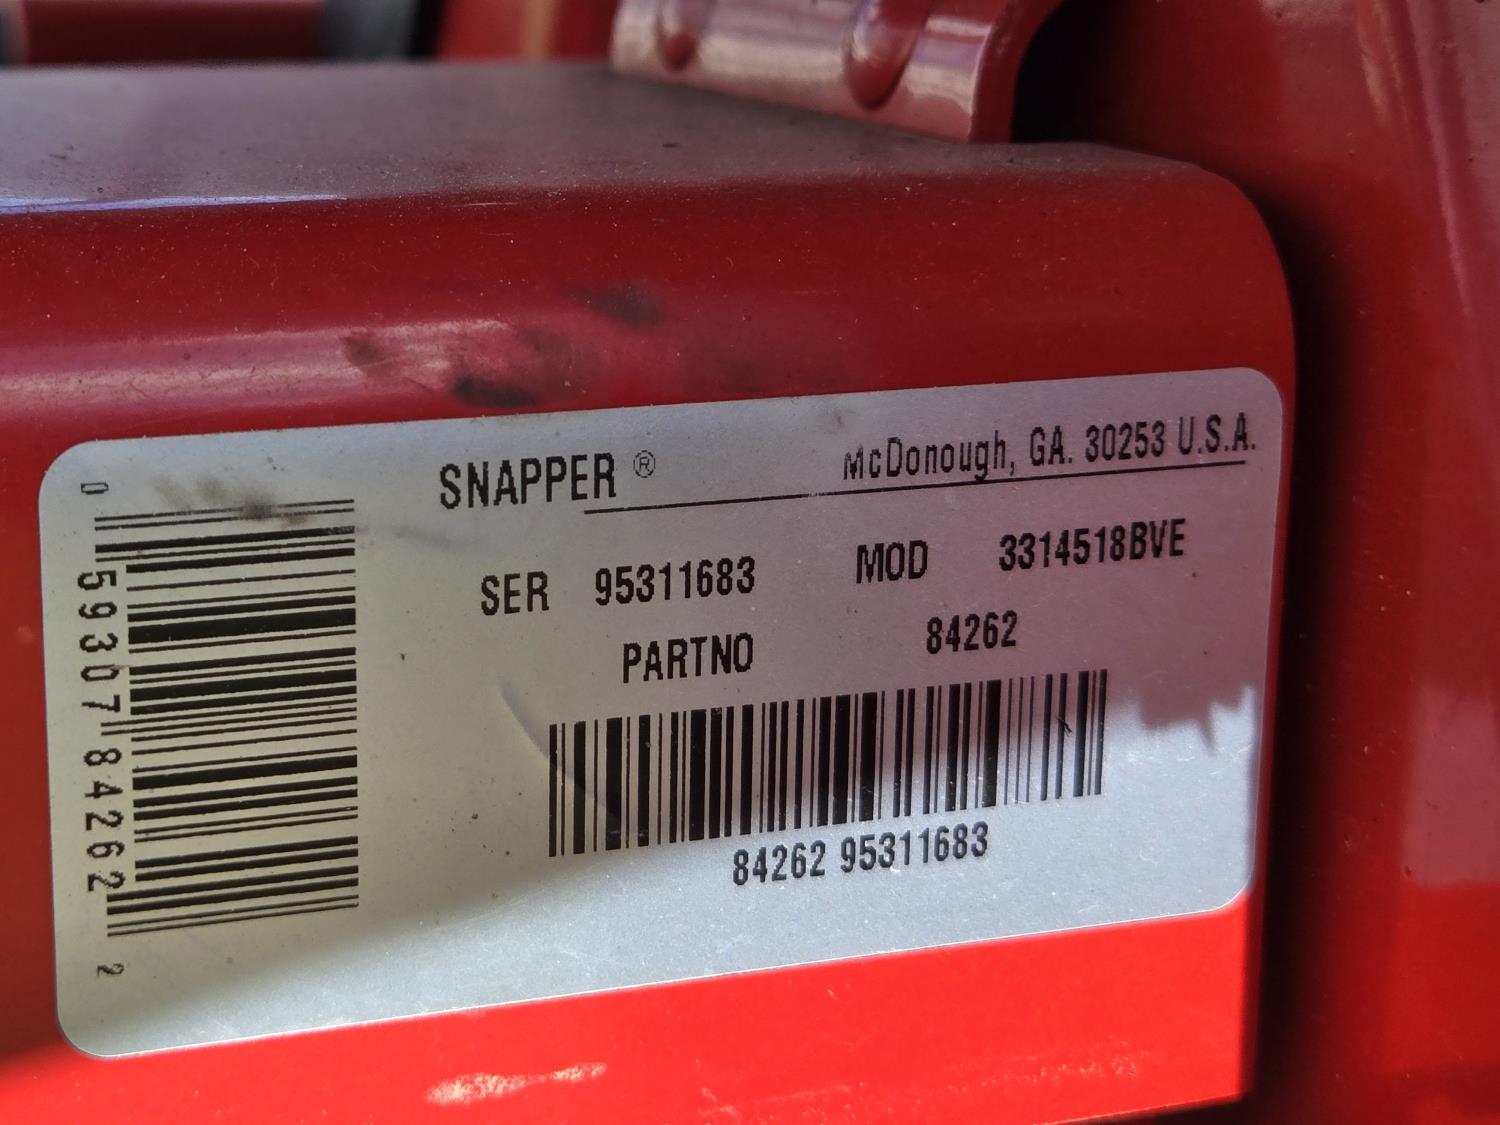 SNAPPER ® McDonough, GA. 30253 U.S.A.
SER 95311683 MOD 3314518BVE
PARTNO 84262
84262 95311683
0 59307 84262 2